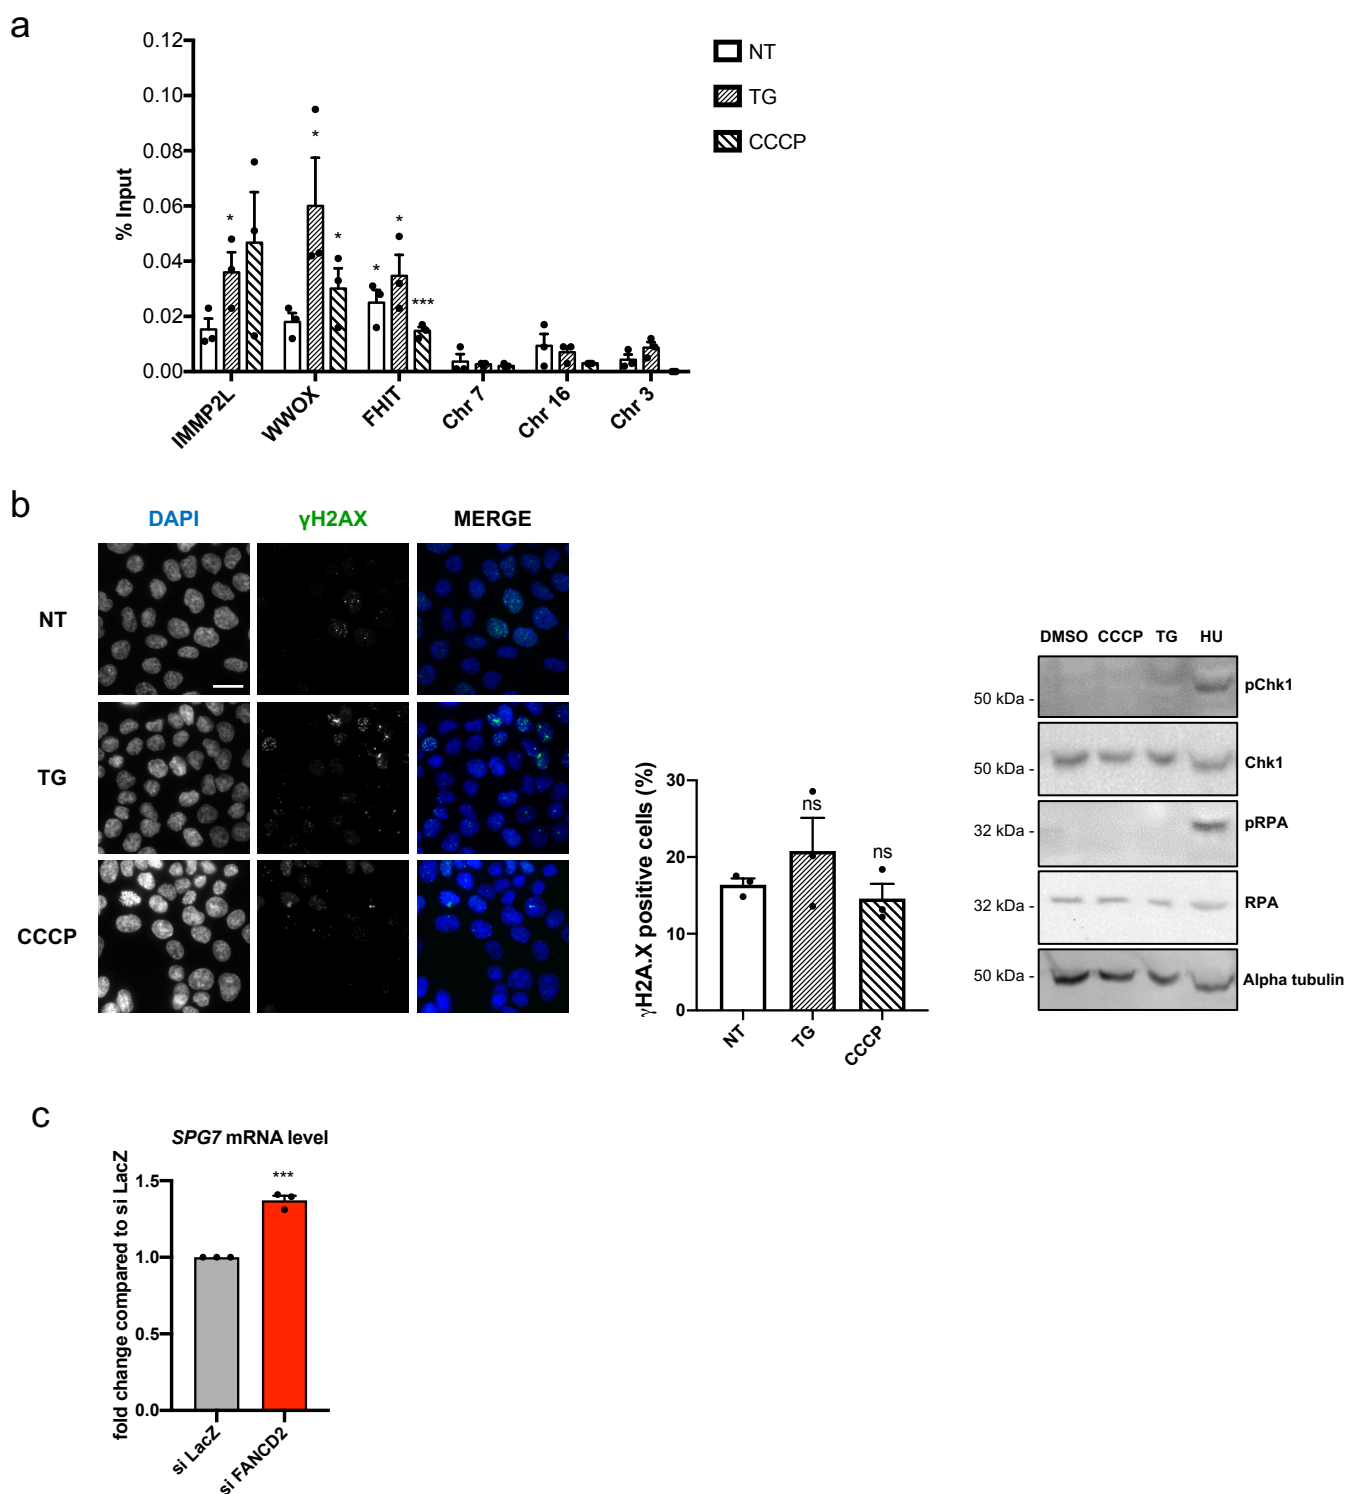 a
0.12
0.10
0.08
0.06
0.04
0.02
0.00
% Input
* * * * * * ***
IMMP2L WWOX FHIT Chr 7 Chr 16 Chr 3
NT
TG
CCCP
b
DAPI γH2AX MERGE
NT
TG
CCCP
γH2A.X positive cells (%)
30
20
10
0
ns ns
NT TG CCCP
DMSO CCCP TG HU
50 kDa - pChk1
50 kDa - Chk1
32 kDa - pRPA
32 kDa - RPA
50 kDa - Alpha tubulin
c
SPG7 mRNA level
fold change compared to si LacZ
1.5
1.0
0.5
0.0
***
si LacZ si FANCD2